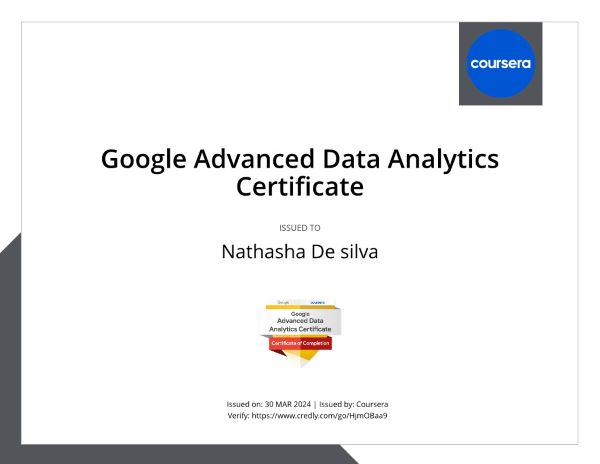 coursera
Google Advanced Data Analytics
Certificate
ISSUED TO
Nathasha De silva
Google coursera
Google
Advanced Data
Analytics Certificate
Certificate of Completion
Issued on: 30 MAR 2024 | Issued by: Coursera
Verify: https://www.credly.com/go/HjmOBaa9